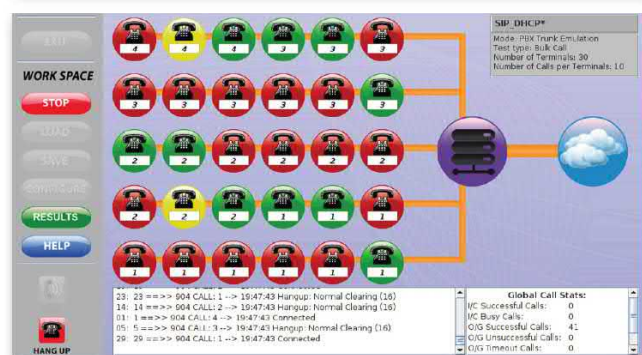 EXIT
WORK SPACE
STOP
LOAD
SAVE
CONFIGURE
RESULTS
HELP
HANG UP
4 4 4 3 3 3
3 3 3 3 3 3
2 2 2 2 2 2
2 2 2 1 1 1
1 1 1 1 1 1
SIP_DHCP*
Mode: PBX Trunk Emulation
Test type: Bulk Call
Number of Terminals: 30
Number of Calls per Terminals: 10
23: 23 ==>> 904 CALL: 1 --> 19:47:43 Hangup: Normal Clearing (16)
14: 14 ==>> 904 CALL: 2 --> 19:47:43 Hangup: Normal Clearing (16)
01: 1 ==>> 904 CALL: 4 --> 19:47:43 Connected
05: 5 ==>> 904 CALL: 3 --> 19:47:43 Hangup: Normal Clearing (16)
29: 29 ==>> 904 CALL: 1 --> 19:47:43 Connected
Global Call Stats:
I/C Successful Calls: 0
I/C Busy Calls: 0
O/G Successful Calls: 41
O/G Unsuccessful Calls: 0
O/G Timeout Calls: 0